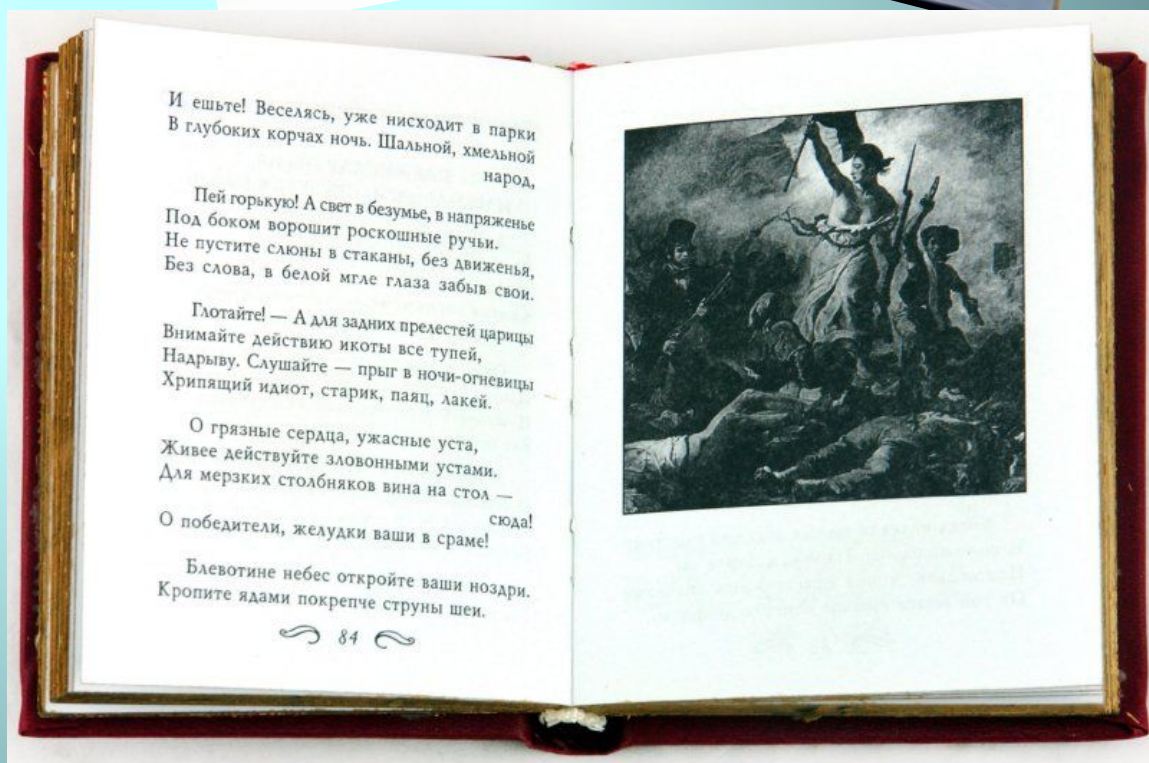 И ешьте! Веселясь, уже нисходит в парки
В глубоких корчах ночь. Шальной, хмельной
народ,
Пей горькую! А свет в безумье, в напряженье
Под боком ворошит роскошные ручьи.
Не пустите слюны в стаканы, без движенья,
Без слова, в белой мгле глаза забыв свои.
Глотайте! — А для задних прелестей царицы
Внимайте действию икоты все тупей,
Надрыву. Слушайте — прыг в ночи-огневицы
Хрипящий идиот, старик, паяц, лакей.
О грязные сердца, ужасные уста,
Живее действуйте зловонными устами.
Для мерзких столбняков вина на стол —
сюда!
О победители, желудки ваши в сраме!
Блевотине небес откройте ваши ноздри.
Кропите ядами покрепче струны шеи.
84